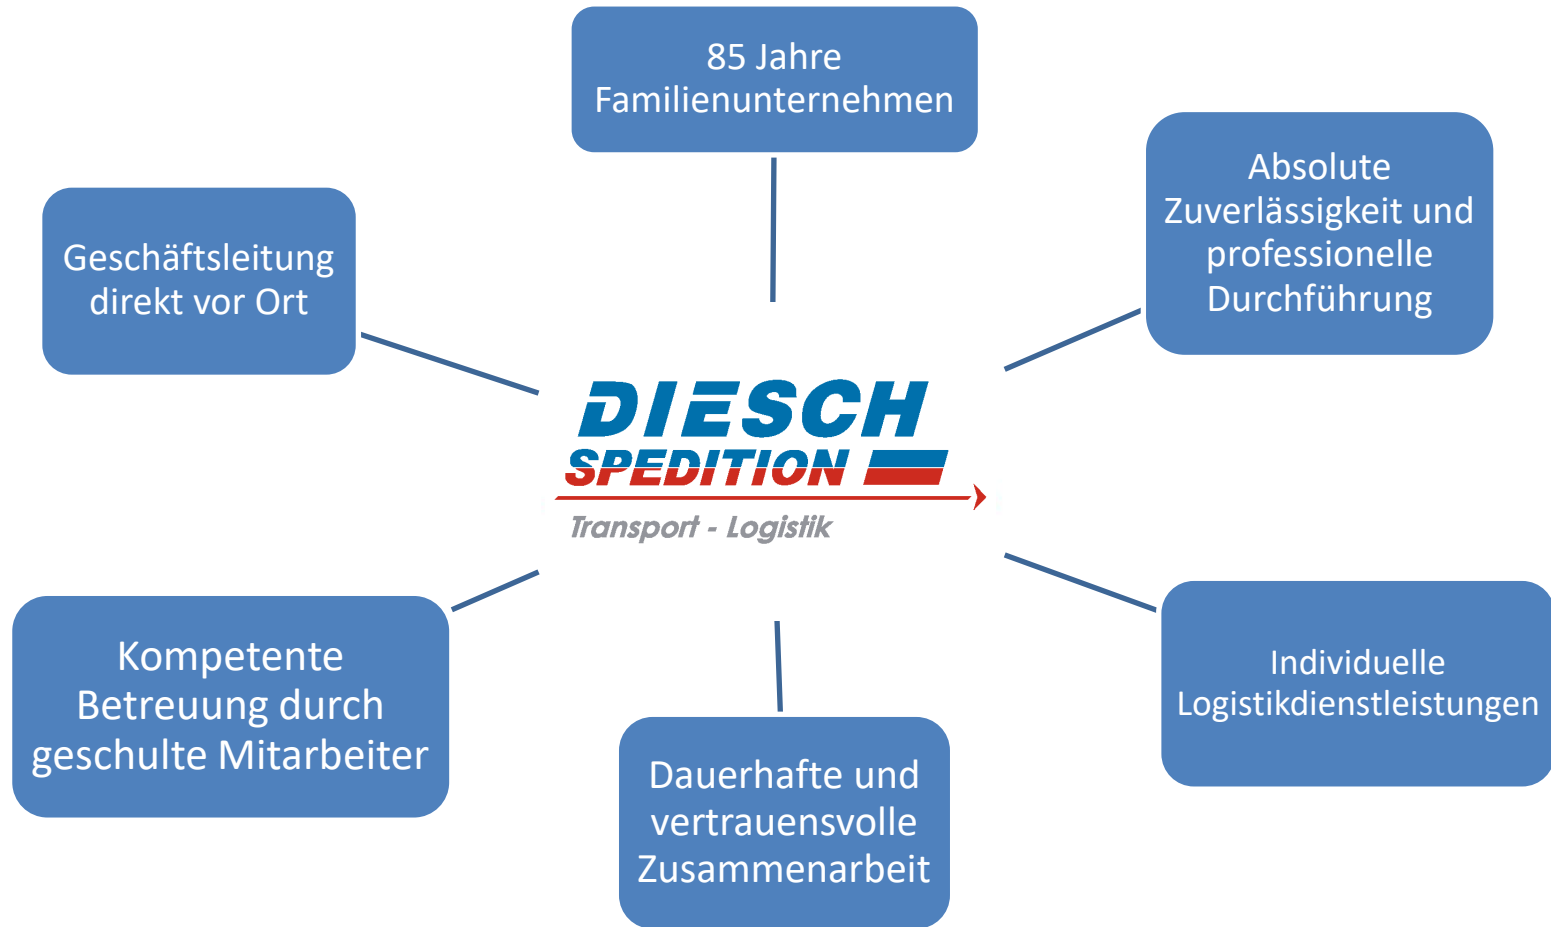 85 Jahre
Familienunternehmen
Absolute
Zuverlässigkeit und
professionelle
Durchführung
Geschäftsleitung
direkt vor Ort
DIESCH
SPEDITION
Transport - Logistik
Individuelle
Logistikdienstleistungen
Kompetente
Betreuung durch
geschulte Mitarbeiter
Dauerhafte und
vertrauensvolle
Zusammenarbeit